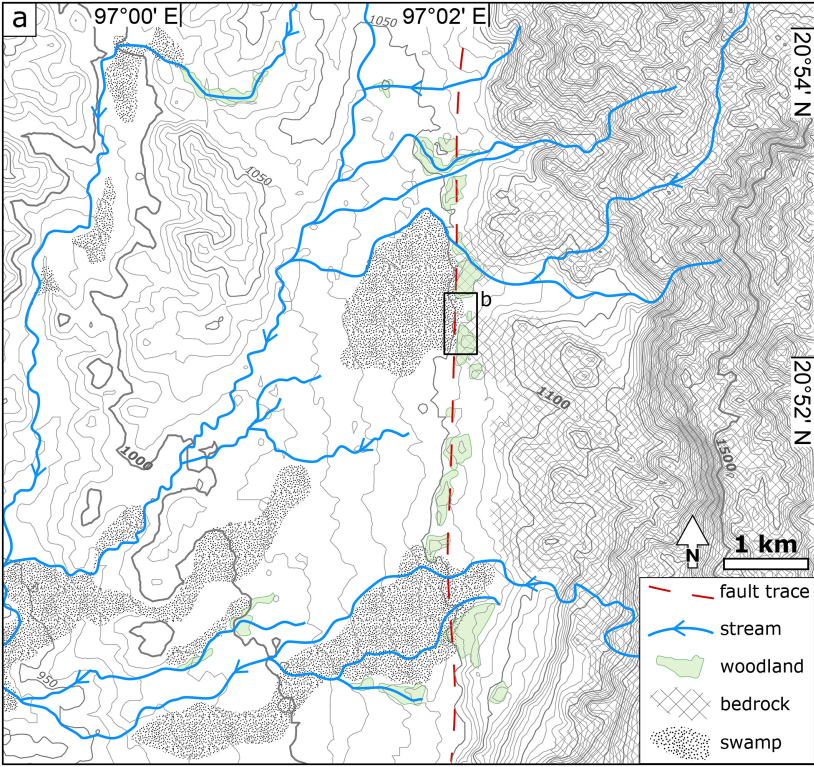 a
97°00' E
1050
97°02' E
20°54' N
1050
b
1100
20°52' N
1000
1500
N
1 km
fault trace
stream
woodland
950
bedrock
swamp